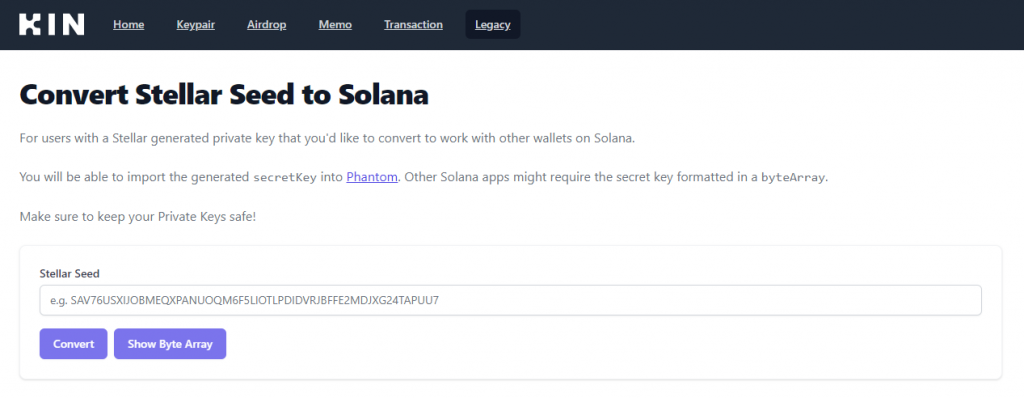 KIN Home Keypair Airdrop Memo Transaction Legacy
Convert Stellar Seed to Solana
For users with a Stellar generated private key that you'd like to convert to work with other wallets on Solana.
You will be able to import the generated secretKey into Phantom. Other Solana apps might require the secret key formatted in a byteArray.
Make sure to keep your Private Keys safe!
Stellar Seed
e.g. SAV76USXIJOBMEQXPANUOQM6F5LIOTLPDIDVRJBFFE2MDJXG24TAPUU7
Convert Show Byte Array